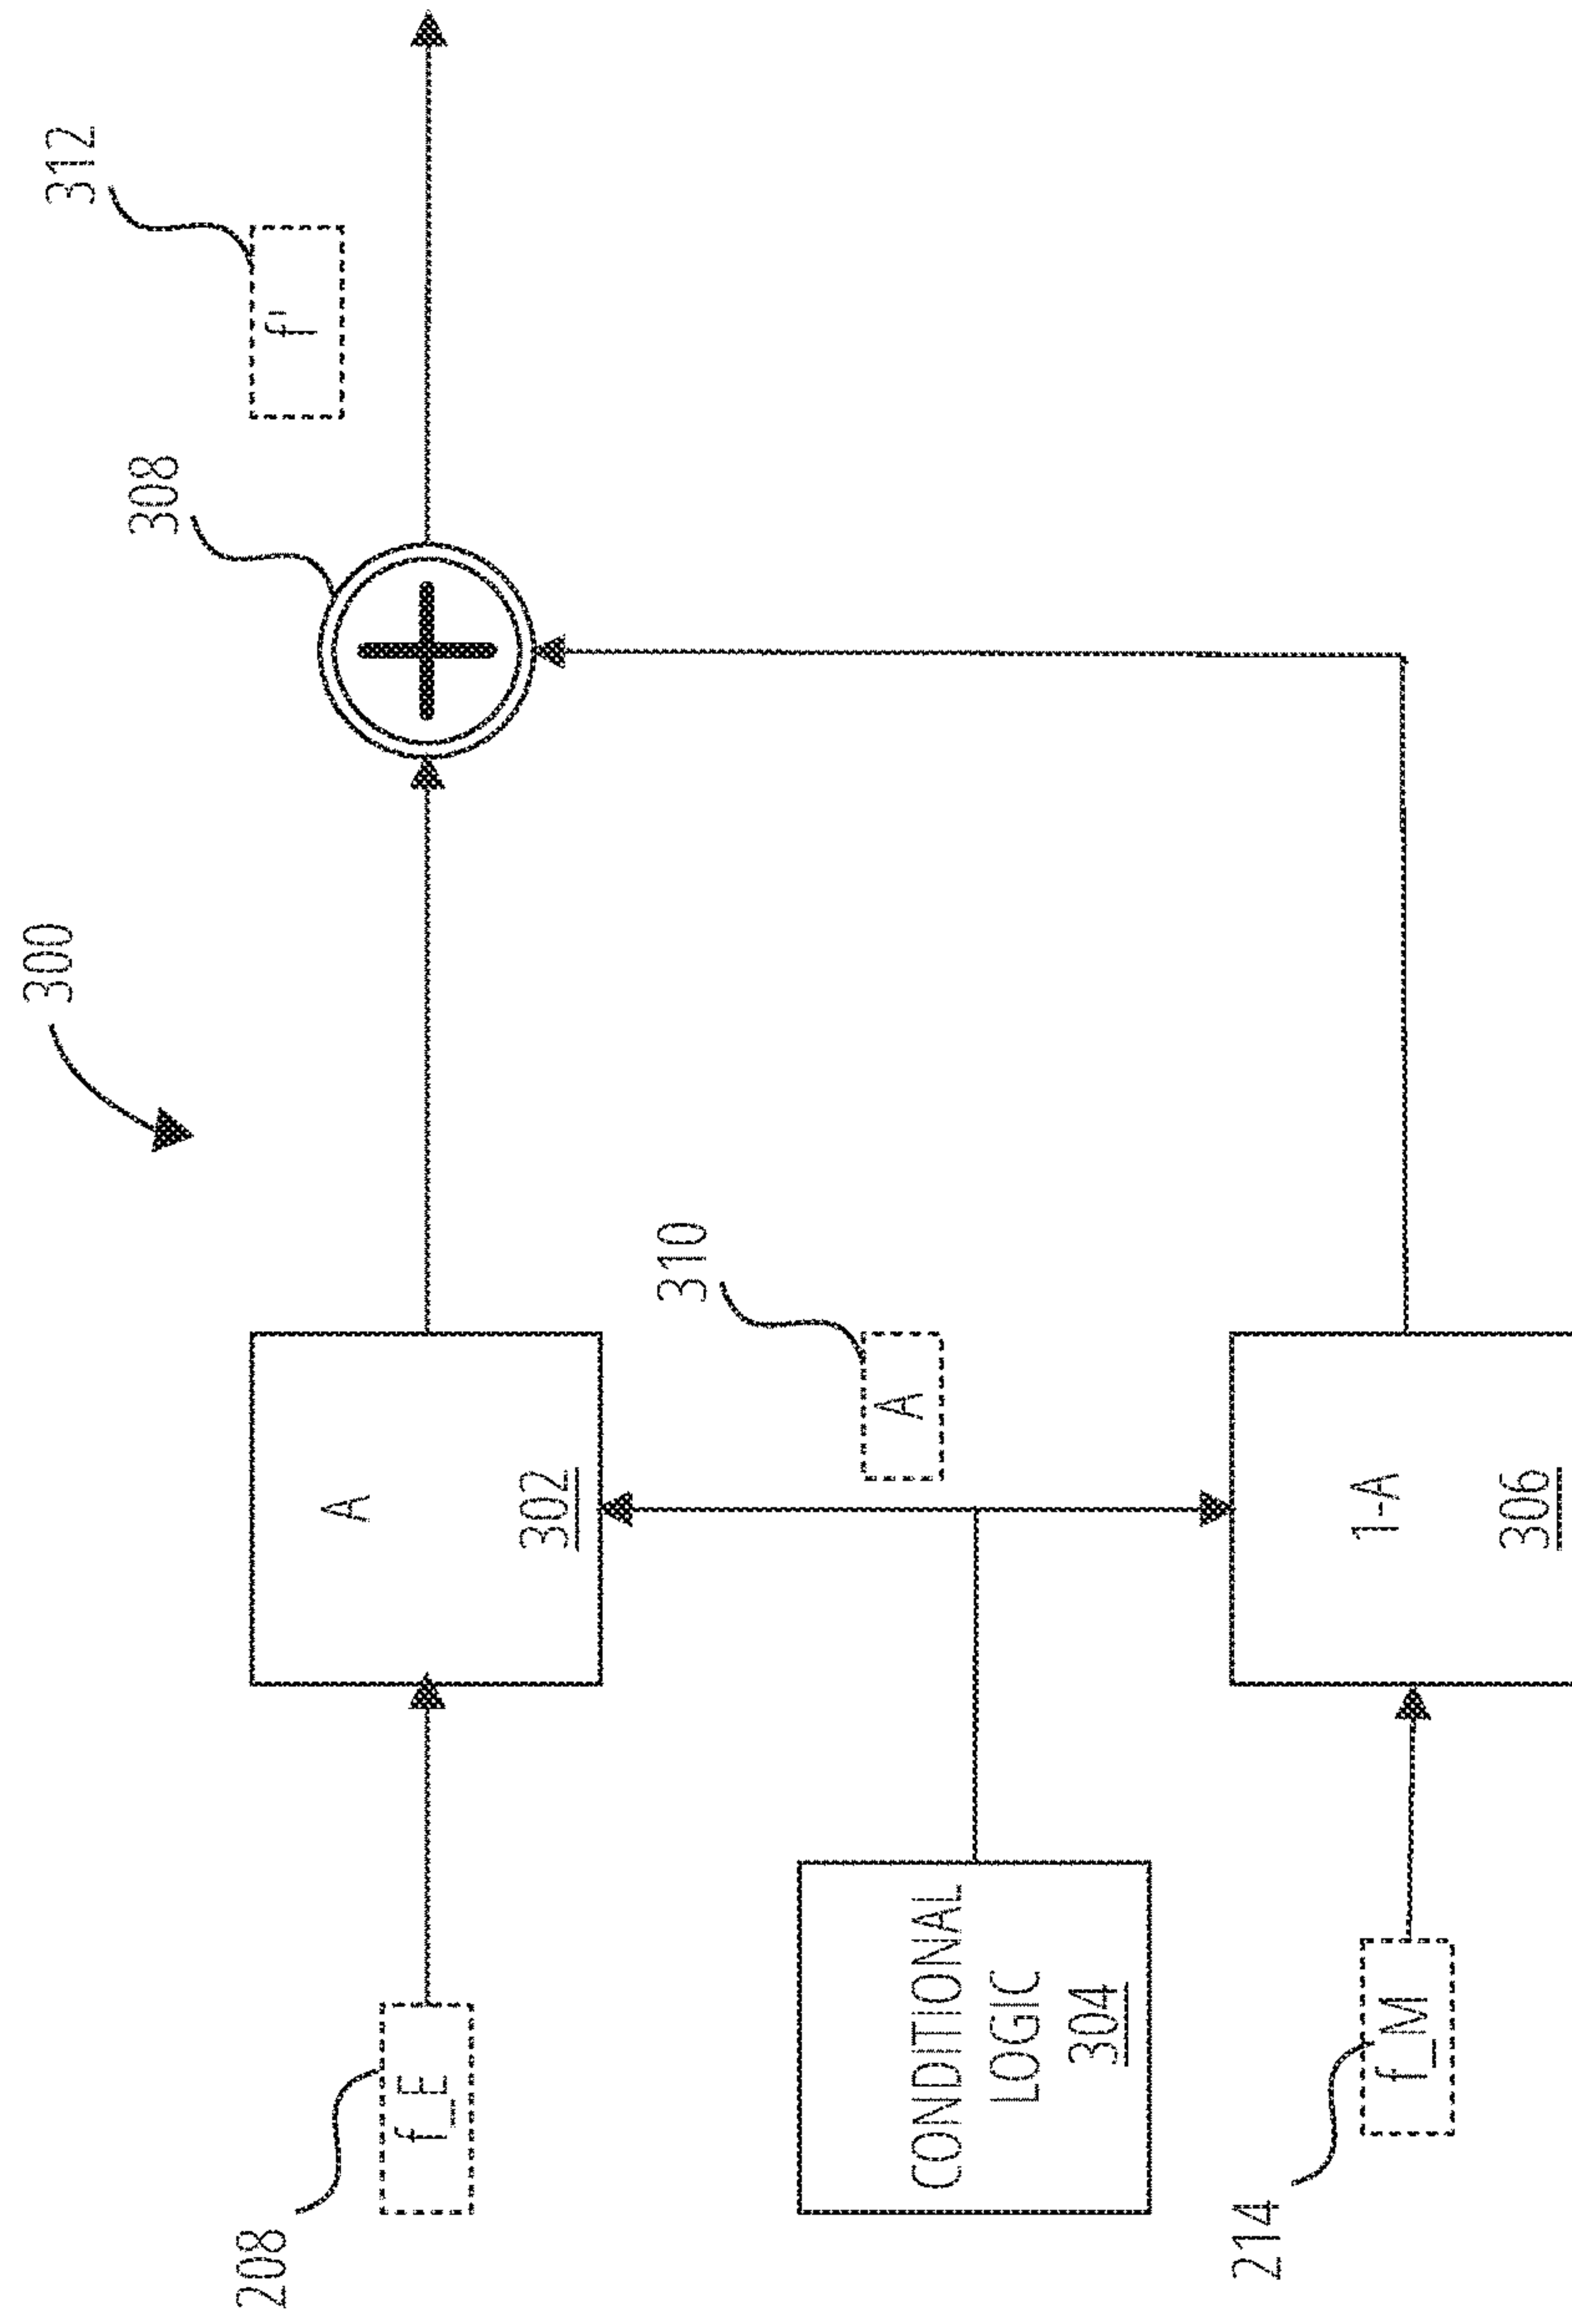 300
312
308
208
f'
A
f_E
302
310
A
CONDITIONAL
LOGIC
304
214
1-A
f_M
306